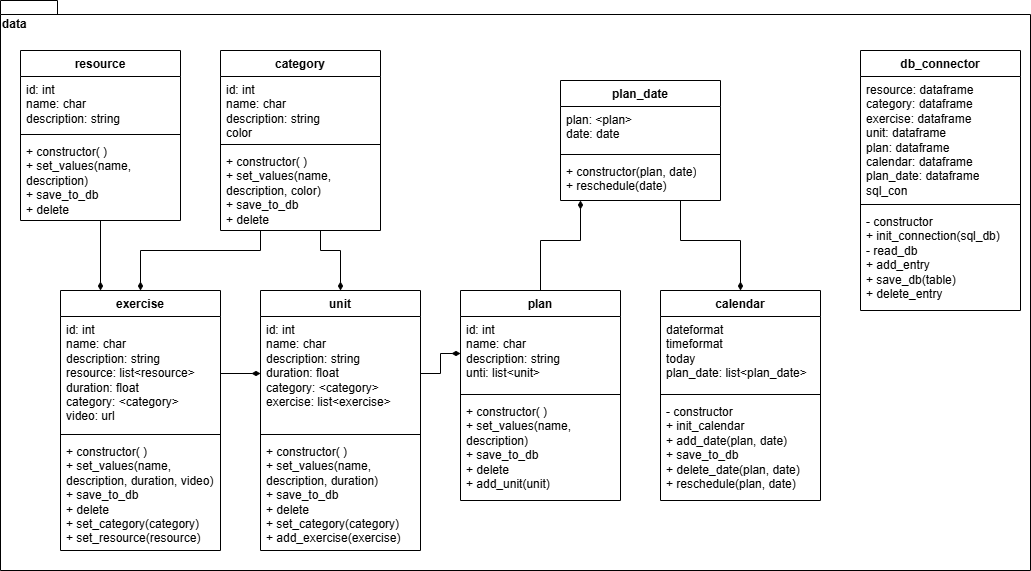 data
resource
id: int
name: char
description: string
+ constructor( )
+ set_values(name,
description)
+ save_to_db
+ delete
category
id: int
name: char
description: string
color
+ constructor( )
+ set_values(name,
description, color)
+ save_to_db
+ delete
plan_date
plan: <plan>
date: date
+ constructor(plan, date)
+ reschedule(date)
db_connector
resource: dataframe
category: dataframe
exercise: dataframe
unit: dataframe
plan: dataframe
calendar: dataframe
plan_date: dataframe
sql_con
- constructor
+ init_connection(sql_db)
- read_db
+ add_entry
+ save_db(table)
+ delete_entry
exercise
id: int
name: char
description: string
resource: list<resource>
duration: float
category: <category>
video: url
+ constructor( )
+ set_values(name,
description, duration, video)
+ save_to_db
+ delete
+ set_category(category)
+ set_resource(resource)
unit
id: int
name: char
description: string
duration: float
category: <category>
exercise: list<exercise>
+ constructor( )
+ set_values(name,
description, duration)
+ save_to_db
+ delete
+ set_category(category)
+ add_exercise(exercise)
plan
id: int
name: char
description: string
unti: list<unit>
+ constructor( )
+ set_values(name,
description)
+ save_to_db
+ delete
+ add_unit(unit)
calendar
dateformat
timeformat
today
plan_date: list<plan_date>
- constructor
+ init_calendar
+ add_date(plan, date)
+ save_to_db
+ delete_date(plan, date)
+ reschedule(plan, date)